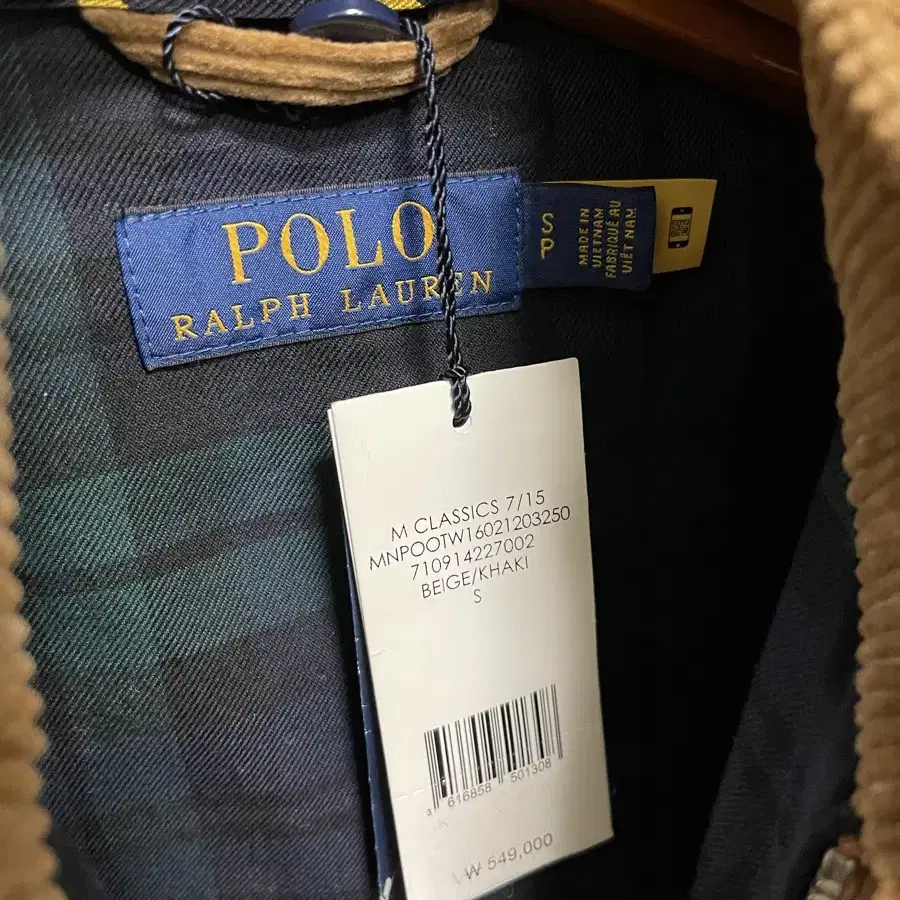 POLO
RALPH LAUREN
S
P
MADE IN
VIETNAM
FABRIQUÉ AU
VIÊT NAM
M CLASSICS 7/15
MNPOOTW16021203250
710914227002
BEIGE/KHAKI
S
3 616858 501308
₩ 549,000